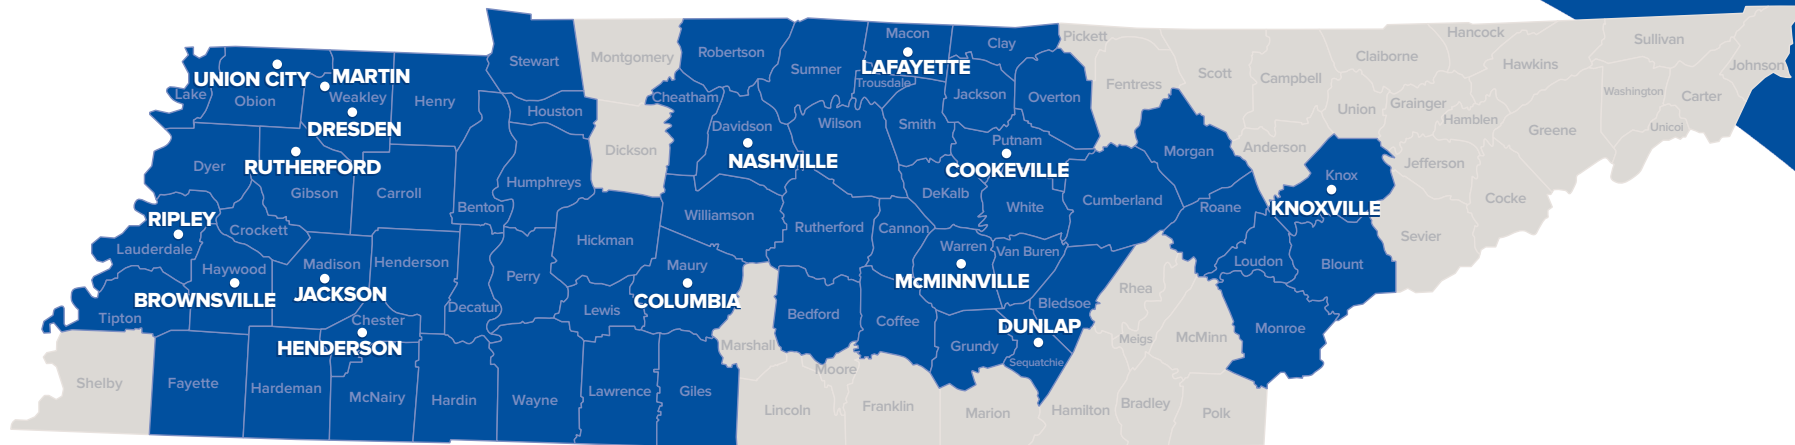 Macon
Pickett
Hancock
Clay
Sullivan
Robertson
Montgomery
Stewart
Claiborne
LAFAYETTE
Hawkins
Johnson
Sumner
Scott
UNION CITY
MARTIN
Campbell
Trousdale
Fentress
Lake
Weakley
Obion
Henry
Cheatham
Jackson
Overton
Washington
Carter
Grainger
Union
Houston
Hamblen
Smith
Wilson
Davidson
DRESDEN
Greene
Unicoi
Putnam
Anderson
Dickson
Morgan
NASHVILLE
Jefferson
Dyer
RUTHERFORD
COOKEVILLE
Knox
Humphreys
Gibson
Carroll
DeKalb
Cumberland
Cocke
Benton
White
Roane
KNOXVILLE
RIPLEY
Williamson
Crockett
Rutherford
Cannon
Sevier
Hickman
Lauderdale
Warren
Van Buren
Haywood
Madison
Henderson
Maury
Loudon
Blount
Perry
McMINNVILLE
Rhea
BROWNSVILLE
JACKSON
COLUMBIA
Bledsoe
Decatur
Lewis
Tipton
Chester
Bedford
Coffee
DUNLAP
Monroe
HENDERSON
Marshall
Grundy
Meigs
McMinn
Sequatchie
Moore
Shelby
Fayette
Hardeman
McNairy
Hardin
Wayne
Lawrence
Giles
Lincoln
Franklin
Marion
Hamilton
Bradley
Polk